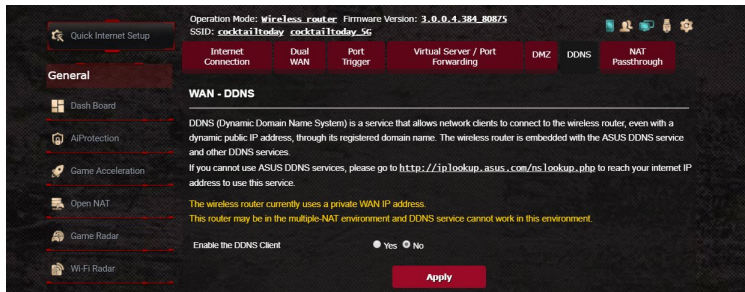 Quick Internet Setup
General
Dash Board
AiProtection
Game Acceleration
Open NAT
Game Radar
Wi-Fi Radar
Operation Mode: Wireless router Firmware Version: 3.0.0.4.384_80875
SSID: cocktailtoday cocktailtoday_5G
Internet Connection
Dual WAN
Port Trigger
Virtual Server / Port Forwarding
DMZ
DDNS
NAT Passthrough
WAN - DDNS
DDNS (Dynamic Domain Name System) is a service that allows network clients to connect to the wireless router, even with a
dynamic public IP address, through its registered domain name. The wireless router is embedded with the ASUS DDNS service
and other DDNS services.
If you cannot use ASUS DDNS services, please go to http://iplookup.asus.com/nslookup.php to reach your internet IP
address to use this service.
The wireless router currently uses a private WAN IP address.
This router may be in the multiple-NAT environment and DDNS service cannot work in this environment.
Enable the DDNS Client Yes No
Apply